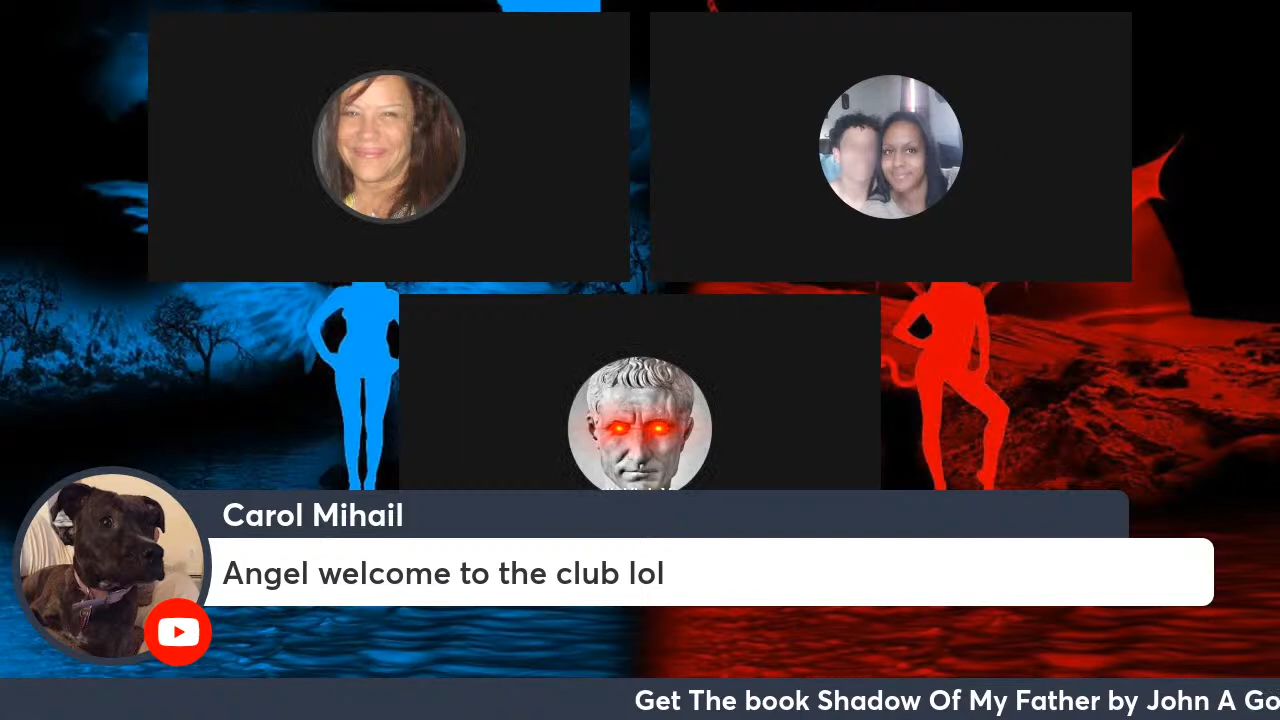 Carol Mihail
Angel welcome to the club lol
Get The book Shadow Of My Father by John A Go